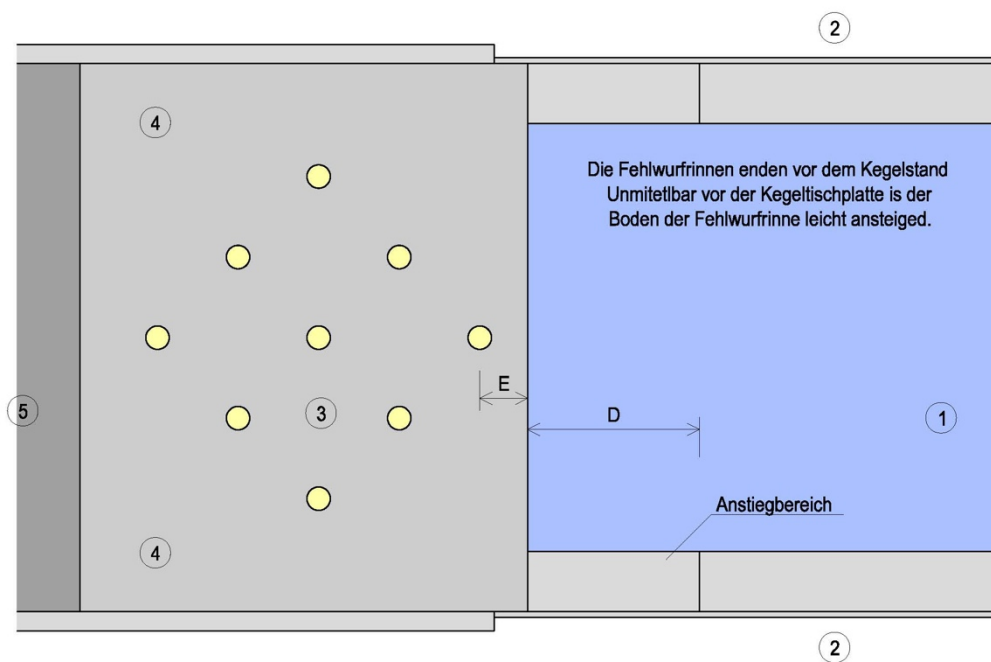 2
4
Die Fehlwurfrinnen enden vor dem Kegelstand
Unmitetlbar vor der Kegeltischplatte is der
Boden der Fehlwurfrinne leicht ansteiged.
E
5
3
D
1
Anstiegbereich
4
2